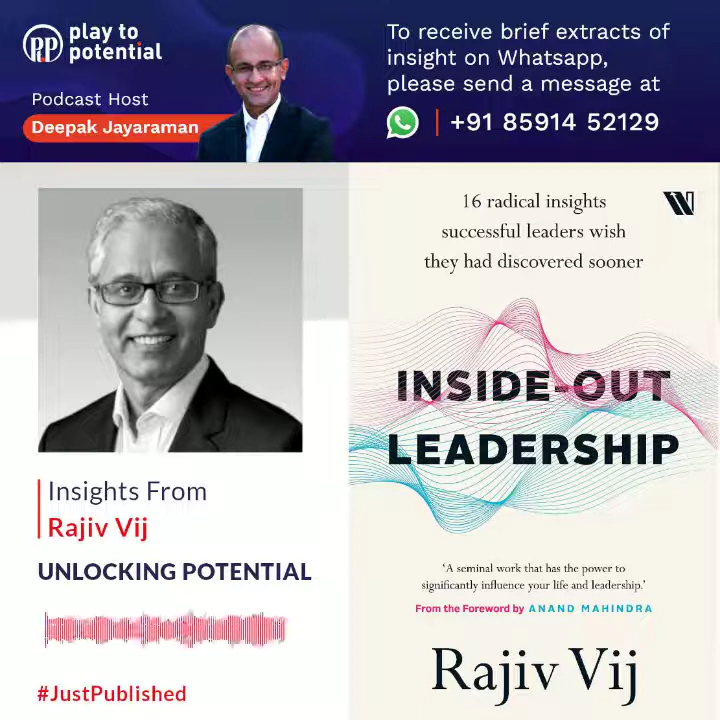 play to
potential
Podcast Host
Deepak Jayaraman
To receive brief extracts of
insight on Whatsapp,
please send a message at
+91 85914 52129
Insights From
Rajiv Vij
UNLOCKING POTENTIAL
#JustPublished
16 radical insights
successful leaders wish
they had discovered sooner
INSIDE-OUT
LEADERSHIP
‘A seminal work that has the power to
significantly influence your life and leadership.’
From the Foreword by ANAND MAHINDRA
Rajiv Vij